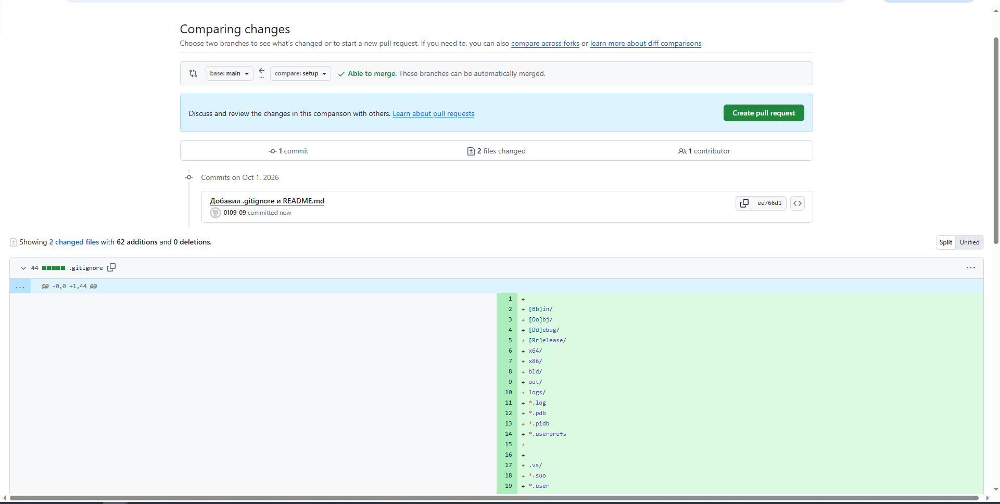 Comparing changes
Choose two branches to see what's changed or to start a new pull request. If you need to, you can also compare across forks or learn more about diff comparisons.
base: main
...
compare: setup
Able to merge. These branches can be automatically merged.
Discuss and review the changes in this comparison with others. Learn about pull requests
Create pull request
1 commit
2 files changed
1 contributor
Commits on Oct 1, 2026
Добавил .gitignore и README.md
0109-09 committed now
ee766d1
Showing 2 changed files with 62 additions and 0 deletions.
Split
Unified
44 .gitignore
... @@ -0,0 +1,44 @@
1 +
2 + [Bb]in/
3 + [Oo]bj/
4 + [Dd]ebug/
5 + [Rr]elease/
6 + x64/
7 + x86/
8 + bld/
9 + out/
10 + logs/
11 + *.log
12 + *.pdb
13 + *.pidb
14 + *.userprefs
15 +
16 +
17 + .vs/
18 + *.suo
19 + *.user